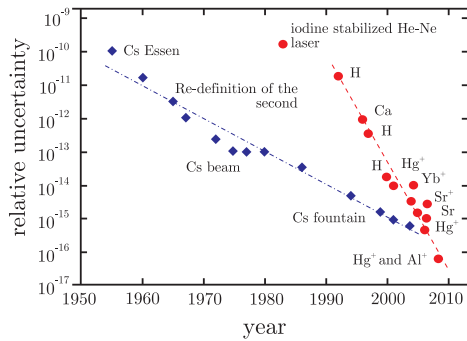 10⁻⁹
10⁻¹⁰
10⁻¹¹
10⁻¹²
10⁻¹³
10⁻¹⁴
10⁻¹⁵
10⁻¹⁶
10⁻¹⁷
relative uncertainty
iodine stabilized He-Ne
laser
Cs Essen
H
Re-definition of the
second
Ca
H
Cs beam
H
Hg⁺
Yb⁺
Sr⁺
Sr
Cs fountain
Hg⁺
Hg⁺ and Al⁺
1950 1960 1970 1980 1990 2000 2010
year